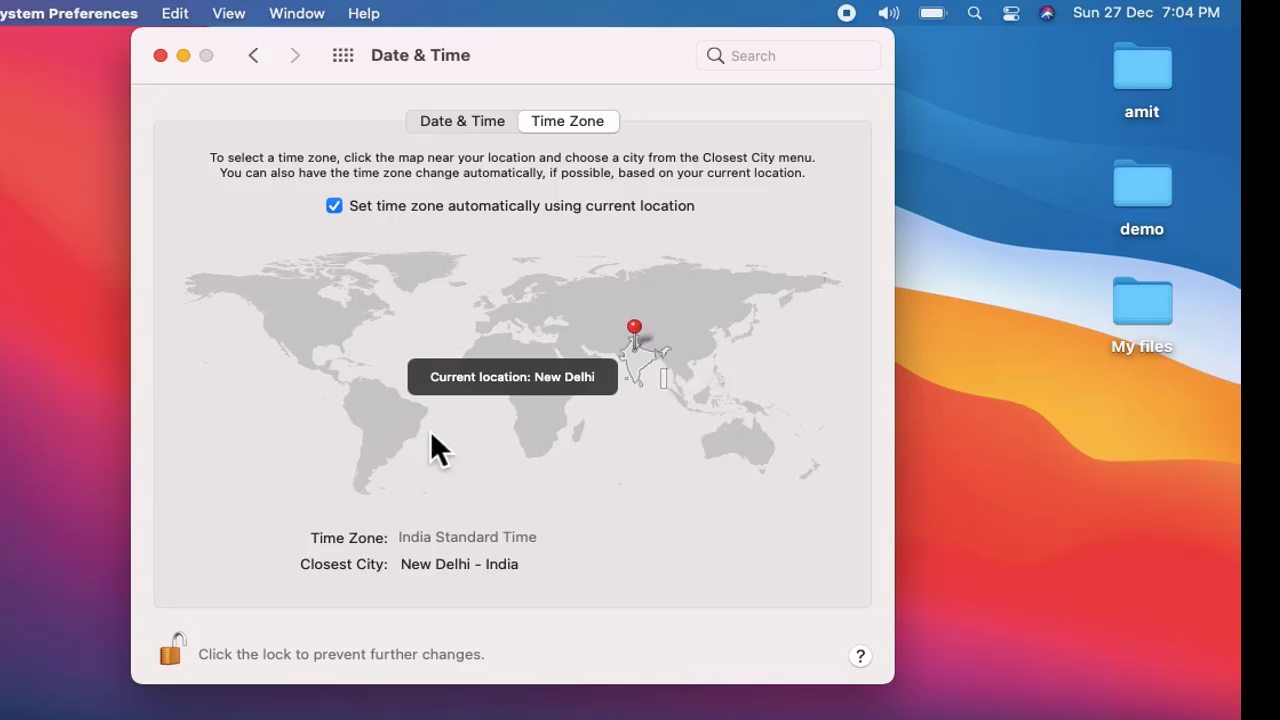 ystem Preferences Edit View Window Help Sun 27 Dec 7:04 PM
Date & Time
Search
Date & Time Time Zone
To select a time zone, click the map near your location and choose a city from the Closest City menu.
You can also have the time zone change automatically, if possible, based on your current location.
Set time zone automatically using current location
Current location: New Delhi
Time Zone: India Standard Time
Closest City: New Delhi - India
Click the lock to prevent further changes.
?
amit
demo
My files